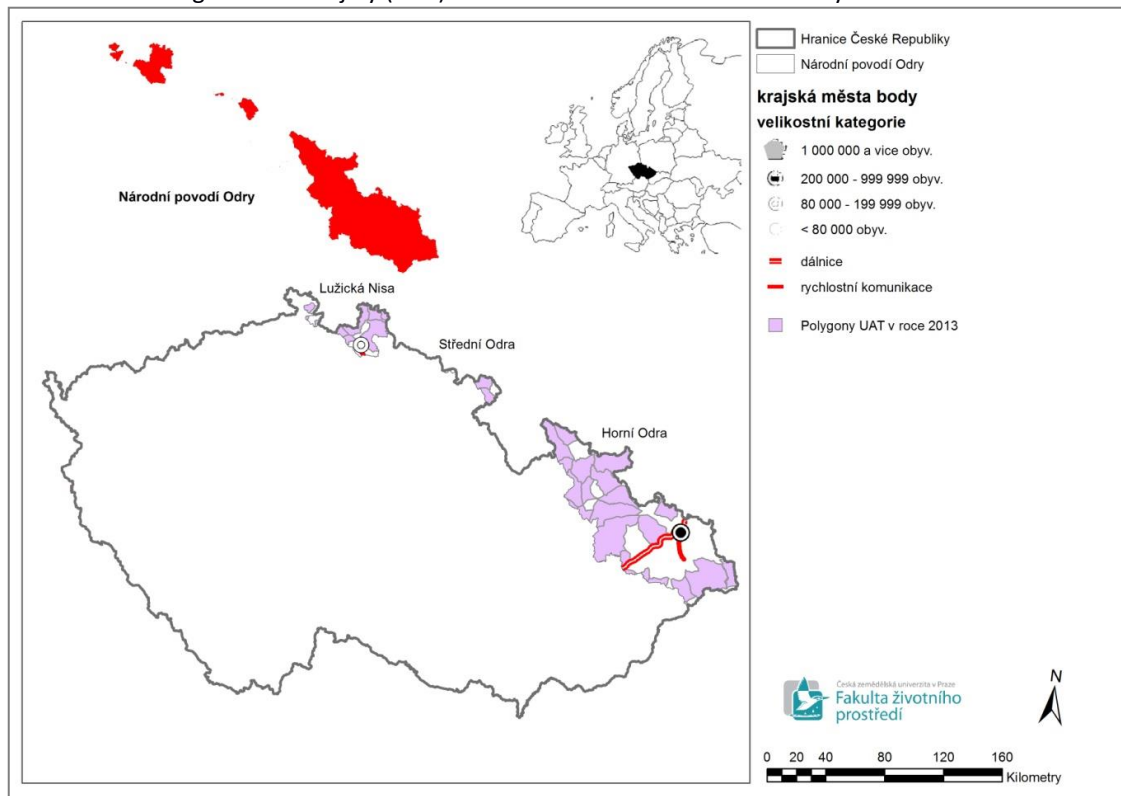 Hranice České Republiky
Národní povodí Odry
krajská města body
velikostní kategorie
1 000 000 a vice obyv.
200 000 - 999 999 obyv.
80 000 - 199 999 obyv.
< 80 000 obyv.
dálnice
rychlostní komunikace
Polygony UAT v roce 2013
Národní povodí Odry
Lužická Nisa
Střední Odra
Horní Odra
Česká zemědělská univerzita v Praze
Fakulta životního
prostředí
N
0 20 40 80 120 160
Kilometry